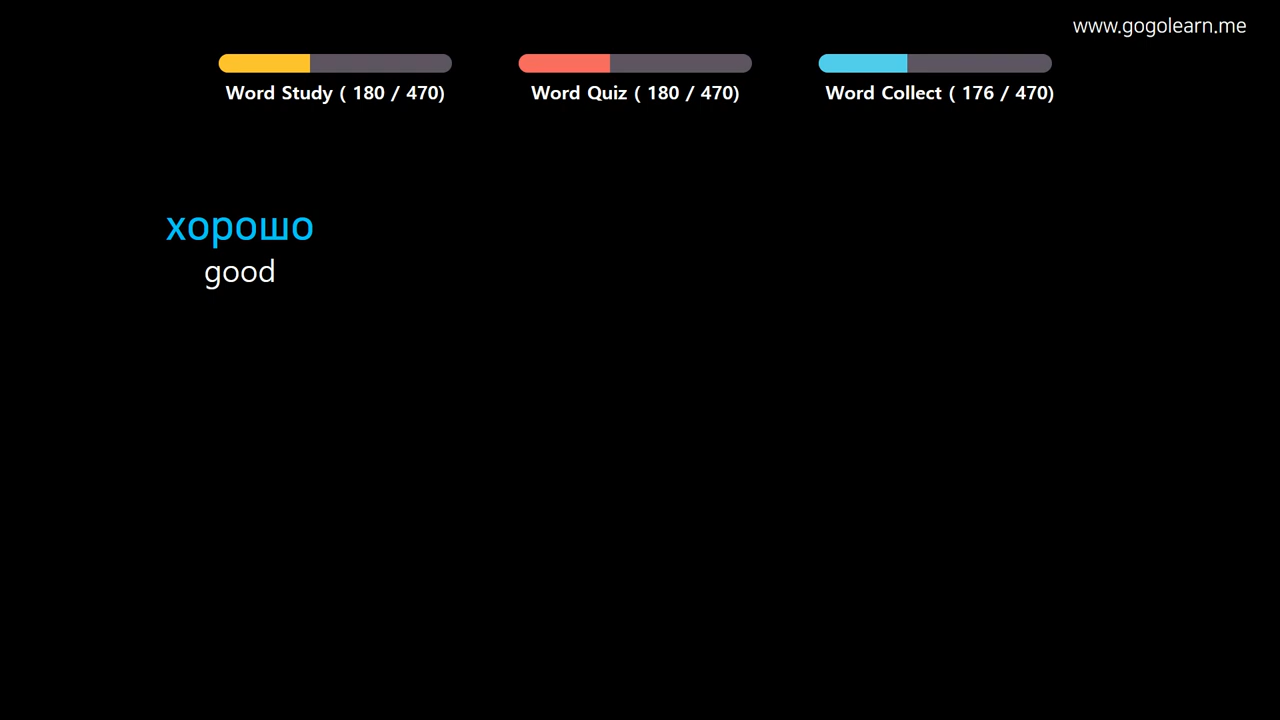 www.gogolearn.me
Word Study ( 180 / 470)
Word Quiz ( 180 / 470)
Word Collect ( 176 / 470)
хорошо
good